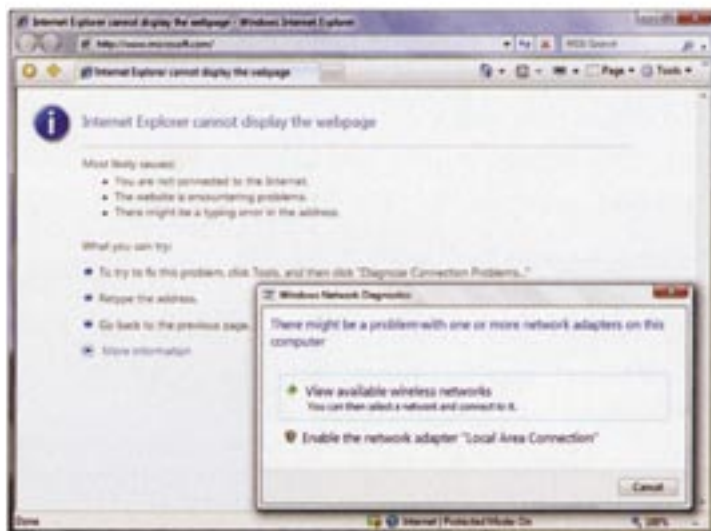 Internet Explorer cannot display the webpage - Windows Internet Explorer
http://www.microsoft.com/
Internet Explorer cannot display the webpage
Page
Tools
Internet Explorer cannot display the webpage
Most likely causes:
• You are not connected to the Internet.
• The website is encountering problems.
• There might be a typing error in the address.
What you can try:
To try to fix this problem, click Tools, and then click "Diagnose Connection Problems..."
Retype the address.
Go back to the previous page.
More information
Windows Network Diagnostics
There might be a problem with one or more network adapters on this
computer
View available wireless networks
You can then select a network and connect to it.
Enable the network adapter "Local Area Connection"
Cancel
Done
Internet | Protected Mode: On
100%